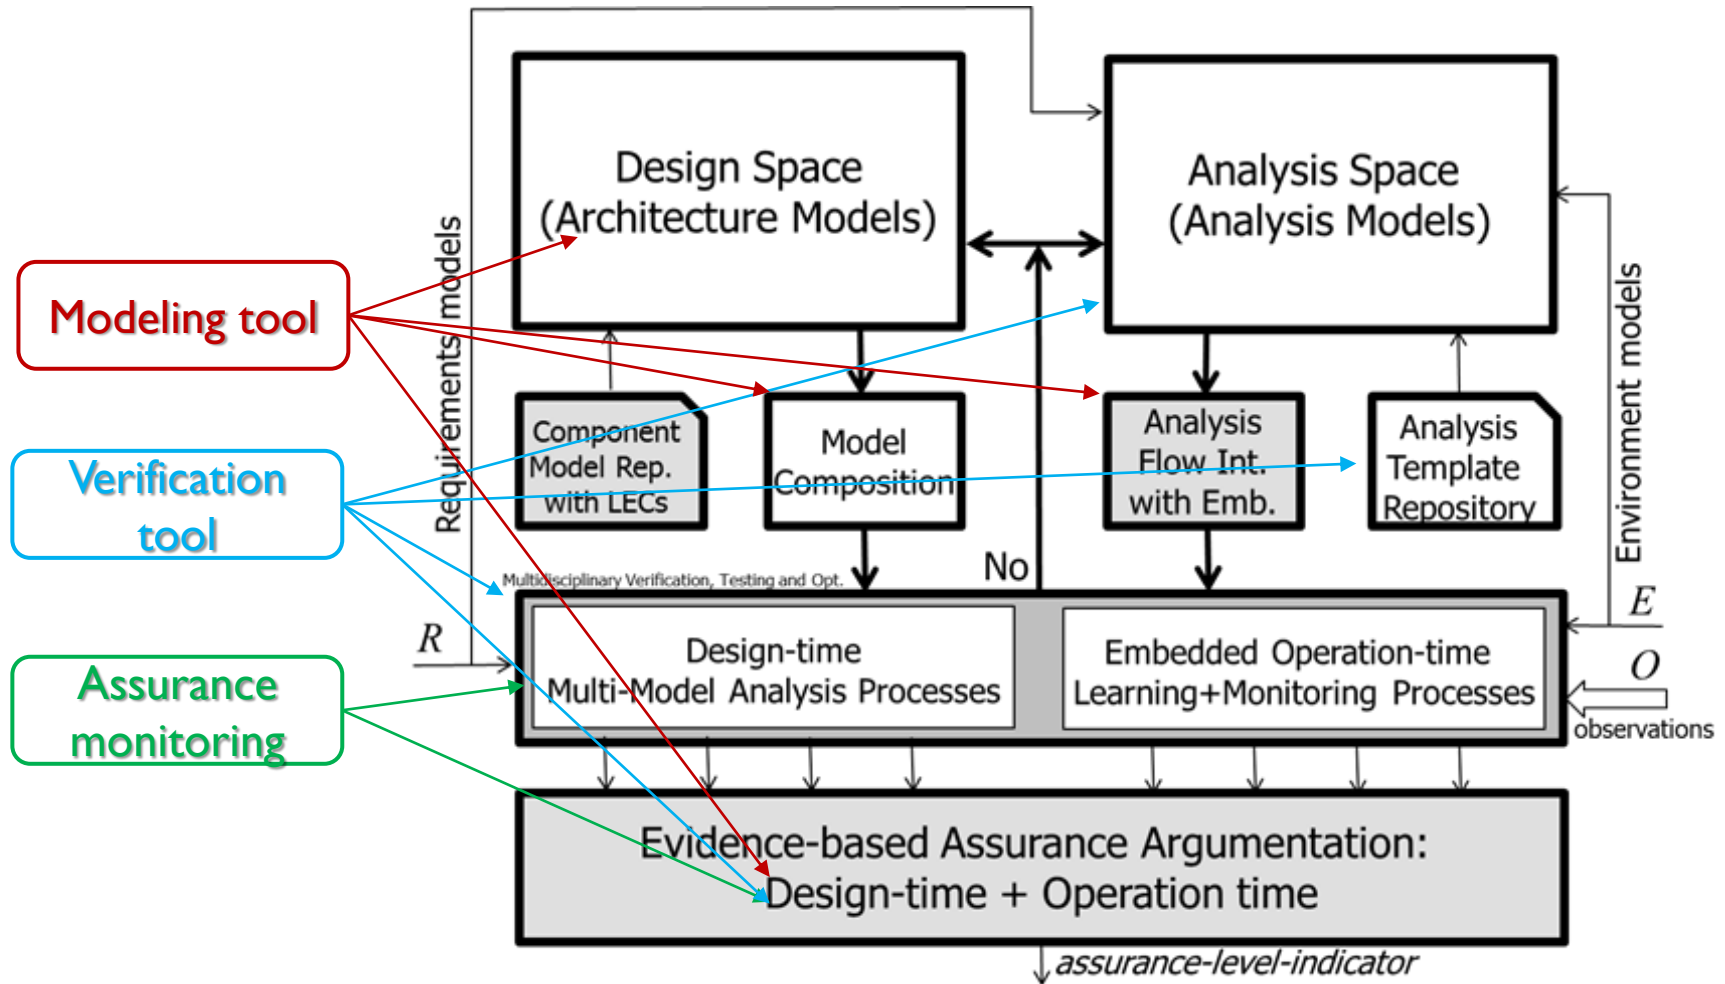 Design Space
(Architecture Models)
Analysis Space
(Analysis Models)
Requirements models
Environment models
Modeling tool
Component
Model Rep.
with LECs
Model
Composition
Analysis
Flow Int.
with Emb.
Analysis
Template
Repository
Verification
tool
No
Multidisciplinary Verification, Testing and Opt.
R
E
O
observations
Design-time
Multi-Model Analysis Processes
Embedded Operation-time
Learning+Monitoring Processes
Assurance
monitoring
Evidence-based Assurance Argumentation:
Design-time + Operation time
assurance-level-indicator